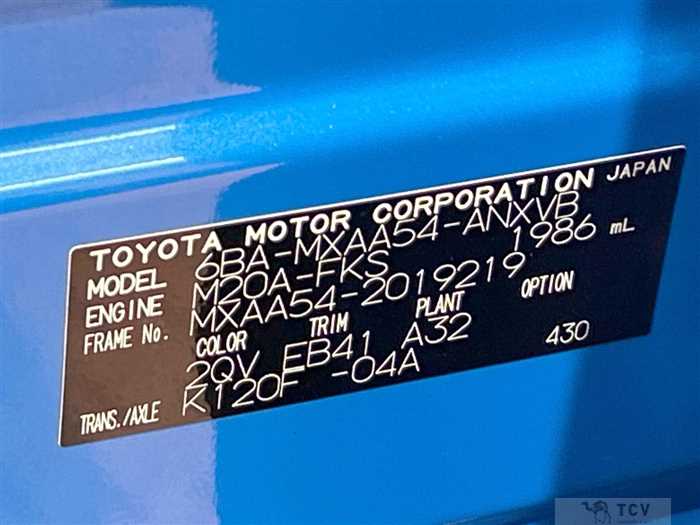 TOYOTA MOTOR CORPORATION JAPAN
MODEL 6BA-MXAA54-ANXVB
ENGINE M20A-FKS 1986 mL
FRAME No. MXAA54-2019219
COLOR TRIM PLANT OPTION
2QV EB41 A32 430
TRANS./AXLE K120F -04A
TCV